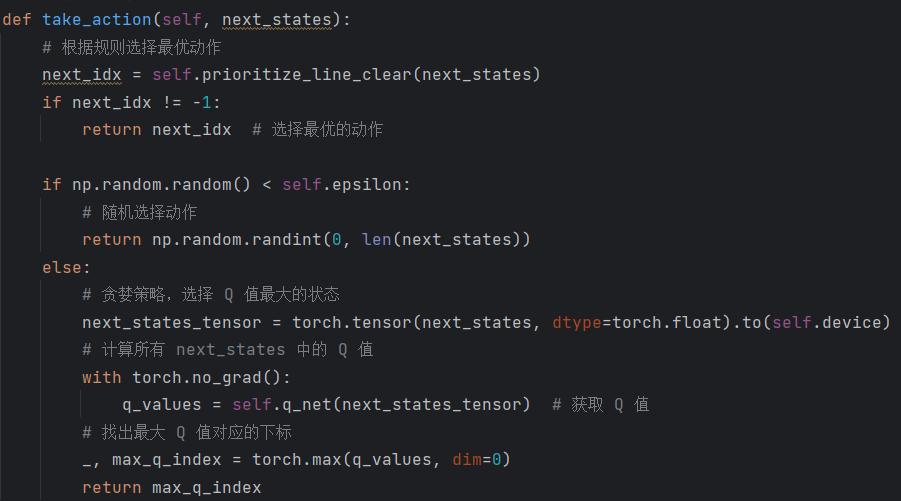 def take_action(self, next_states):
    # 根据规则选择最优动作
    next_idx = self.prioritize_line_clear(next_states)
    if next_idx != -1:
        return next_idx  # 选择最优的动作

    if np.random.random() < self.epsilon:
        # 随机选择动作
        return np.random.randint(0, len(next_states))
    else:
        # 贪婪策略，选择 Q 值最大的状态
        next_states_tensor = torch.tensor(next_states, dtype=torch.float).to(self.device)
        # 计算所有 next_states 中的 Q 值
        with torch.no_grad():
            q_values = self.q_net(next_states_tensor)  # 获取 Q 值
        # 找出最大 Q 值对应的下标
        _, max_q_index = torch.max(q_values, dim=0)
        return max_q_index